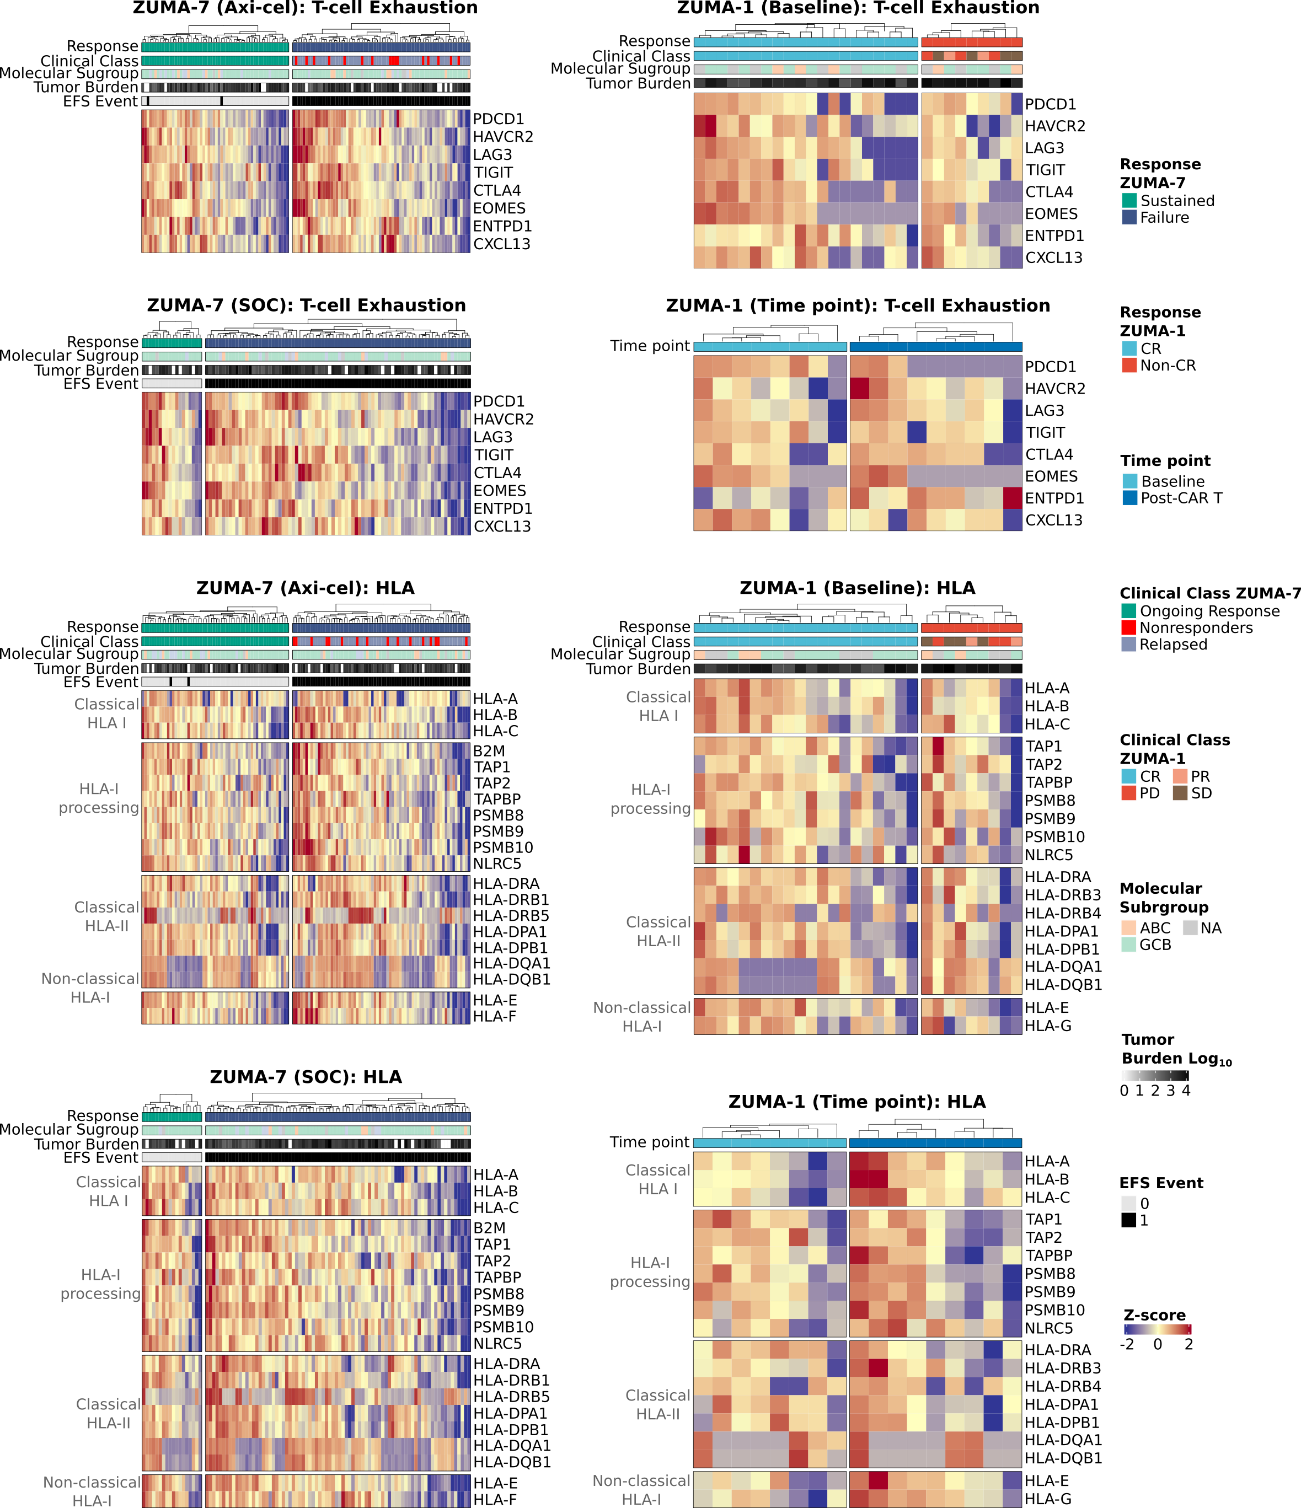 ZUMA-7 (Axi-cel): T-cell Exhaustion
Response
Clinical Class
Molecular Sugroup
Tumor Burden
EFS Event
PDCD1
HAVCR2
LAG3
TIGIT
CTLA4
EOMES
ENTPD1
CXCL13
ZUMA-1 (Baseline): T-cell Exhaustion
Response
Clinical Class
Molecular Sugroup
Tumor Burden
PDCD1
HAVCR2
LAG3
TIGIT
CTLA4
EOMES
ENTPD1
CXCL13
ZUMA-7 (SOC): T-cell Exhaustion
Response
Molecular Sugroup
Tumor Burden
EFS Event
PDCD1
HAVCR2
LAG3
TIGIT
CTLA4
EOMES
ENTPD1
CXCL13
ZUMA-1 (Time point): T-cell Exhaustion
Time point
PDCD1
HAVCR2
LAG3
TIGIT
CTLA4
EOMES
ENTPD1
CXCL13
ZUMA-7 (Axi-cel): HLA
Response
Clinical Class
Molecular Sugroup
Tumor Burden
EFS Event
Classical
HLA I
HLA-A
HLA-B
HLA-C
HLA-I
processing
B2M
TAP1
TAP2
TAPBP
PSMB8
PSMB9
PSMB10
NLRC5
Classical
HLA-II
HLA-DRA
HLA-DRB1
HLA-DRB5
HLA-DPA1
HLA-DPB1
HLA-DQA1
HLA-DQB1
Non-classical
HLA-I
HLA-E
HLA-F
ZUMA-1 (Baseline): HLA
Response
Clinical Class
Molecular Sugroup
Tumor Burden
Classical
HLA I
HLA-A
HLA-B
HLA-C
HLA-I
processing
TAP1
TAP2
TAPBP
PSMB8
PSMB9
PSMB10
NLRC5
Classical
HLA-II
HLA-DRA
HLA-DRB3
HLA-DRB4
HLA-DPA1
HLA-DPB1
HLA-DQA1
HLA-DQB1
Non-classical
HLA-I
HLA-E
HLA-G
ZUMA-7 (SOC): HLA
Response
Molecular Sugroup
Tumor Burden
EFS Event
Classical
HLA I
HLA-A
HLA-B
HLA-C
HLA-I
processing
B2M
TAP1
TAP2
TAPBP
PSMB8
PSMB9
PSMB10
NLRC5
Classical
HLA-II
HLA-DRA
HLA-DRB1
HLA-DRB5
HLA-DPA1
HLA-DPB1
HLA-DQA1
HLA-DQB1
Non-classical
HLA-I
HLA-E
HLA-F
ZUMA-1 (Time point): HLA
Time point
Classical
HLA I
HLA-A
HLA-B
HLA-C
HLA-I
processing
TAP1
TAP2
TAPBP
PSMB8
PSMB9
PSMB10
NLRC5
Classical
HLA-II
HLA-DRA
HLA-DRB3
HLA-DRB4
HLA-DPA1
HLA-DPB1
HLA-DQA1
HLA-DQB1
Non-classical
HLA-I
HLA-E
HLA-G
Response
ZUMA-7
Sustained
Failure
Response
ZUMA-1
CR
Non-CR
Time point
Baseline
Post-CAR T
Clinical Class ZUMA-7
Ongoing Response
Nonresponders
Relapsed
Clinical Class
ZUMA-1
CR PR
PD SD
Molecular
Subrgroup
ABC NA
GCB
Tumor
Burden Log10
0 1 2 3 4
EFS Event
0
1
Z-score
-2 0 2